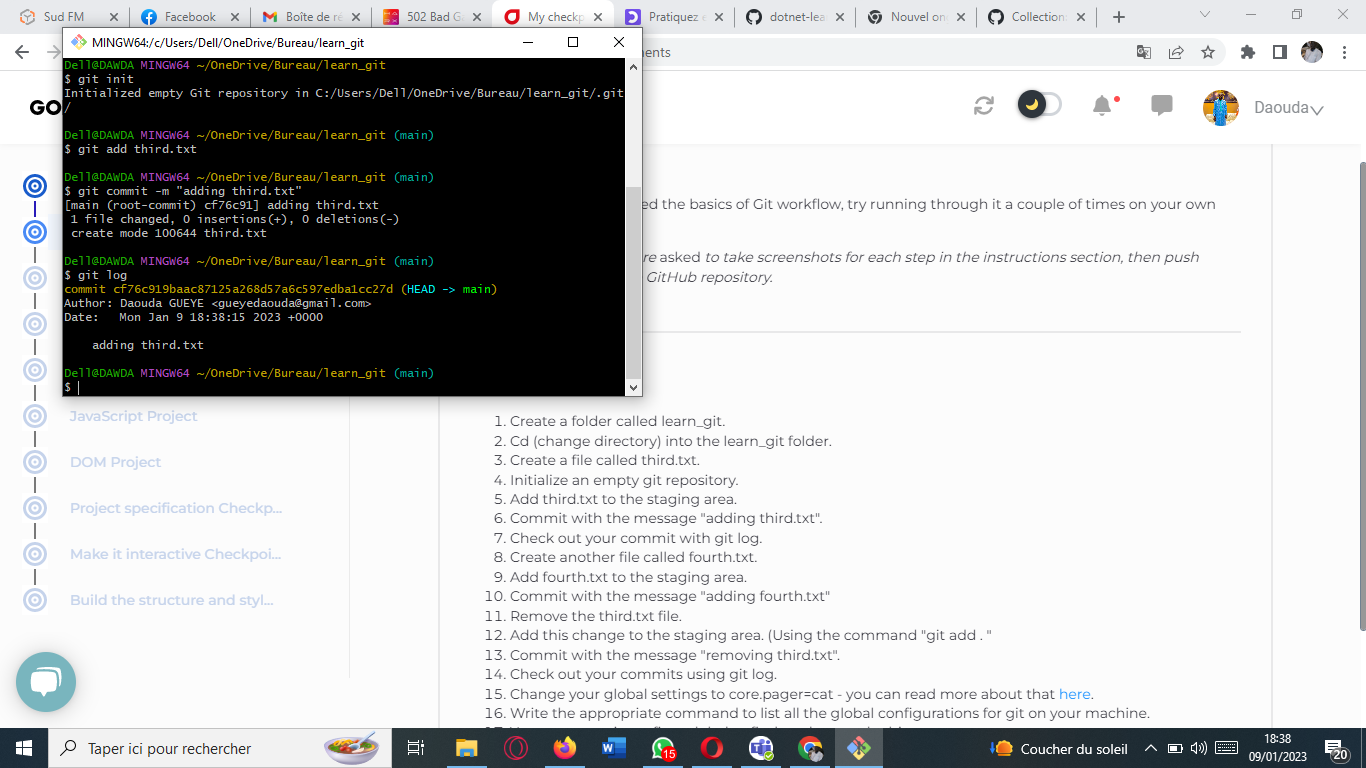 Sud FM
Facebook
Boîte de ré
502 Bad G
My checkp
Pratiquez e
dotnet-lea
Nouvel on
Collection
MINGW64:/c/Users/Dell/OneDrive/Bureau/learn_git
Dell@DAWDA MINGW64 ~/OneDrive/Bureau/learn_git
$ git init
Initialized empty Git repository in C:/Users/Dell/OneDrive/Bureau/learn_git/.git
/
Dell@DAWDA MINGW64 ~/OneDrive/Bureau/learn_git (main)
$ git add third.txt
Dell@DAWDA MINGW64 ~/OneDrive/Bureau/learn_git (main)
$ git commit -m "adding third.txt"
[main (root-commit) cf76c91] adding third.txt
1 file changed, 0 insertions(+), 0 deletions(-)
create mode 100644 third.txt
Dell@DAWDA MINGW64 ~/OneDrive/Bureau/learn_git (main)
$ git log
commit cf76c919baac87125a268d57a6c597edba1cc27d (HEAD -> main)
Author: Daouda GUEYE <gueyedaouda@gmail.com>
Date: Mon Jan 9 18:38:15 2023 +0000
adding third.txt
Dell@DAWDA MINGW64 ~/OneDrive/Bureau/learn_git (main)
$
nents
GO
Daouda
ed the basics of Git workflow, try running through it a couple of times on your own
re asked to take screenshots for each step in the instructions section, then push
GitHub repository.
JavaScript Project
DOM Project
Project specification Checkp...
Make it interactive Checkpoi...
Build the structure and styl...
1. Create a folder called learn_git.
2. Cd (change directory) into the learn_git folder.
3. Create a file called third.txt.
4. Initialize an empty git repository.
5. Add third.txt to the staging area.
6. Commit with the message "adding third.txt".
7. Check out your commit with git log.
8. Create another file called fourth.txt.
9. Add fourth.txt to the staging area.
10. Commit with the message "adding fourth.txt"
11. Remove the third.txt file.
12. Add this change to the staging area. (Using the command "git add . "
13. Commit with the message "removing third.txt".
14. Check out your commits using git log.
15. Change your global settings to core.pager=cat - you can read more about that here.
16. Write the appropriate command to list all the global configurations for git on your machine.
Taper ici pour rechercher
15
Coucher du soleil
18:38
09/01/2023
20